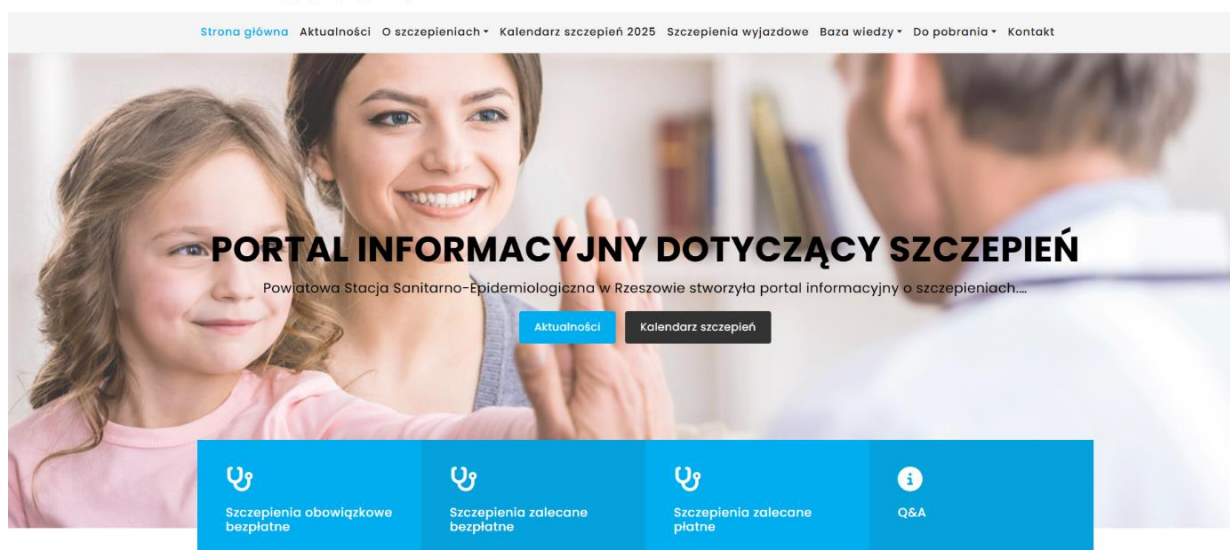 Strona główna Aktualności O szczepieniach Kalendarz szczepień 2025 Szczepienia wyjazdowe Baza wiedzy Do pobrania Kontakt
PORTAL INFORMACYJNY DOTYCZĄCY SZCZEPIEŃ
Powiatowa Stacja Sanitarno-Epidemiologiczna w Rzeszowie stworzyła portal informacyjny o szczepieniach....
Aktualności Kalendarz szczepień
Szczepienia obowiązkowe
bezpłatne
Szczepienia zalecane
bezpłatne
Szczepienia zalecane
płatne
Q&A